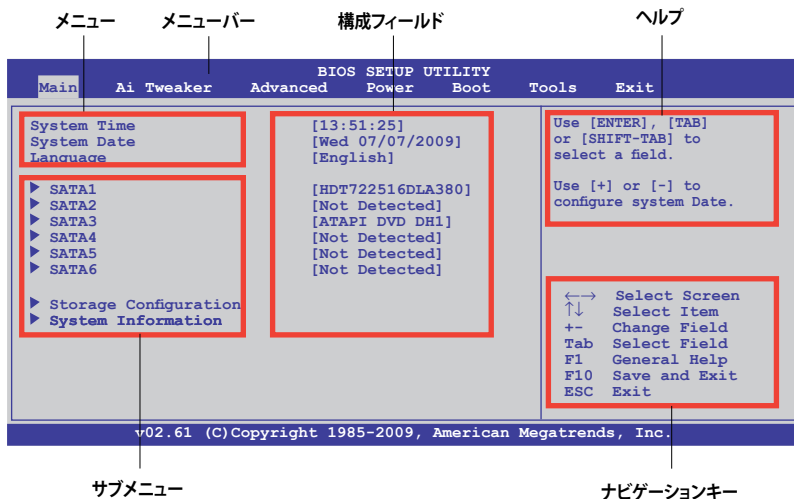 メニュー メニューバー 構成フィールド ヘルプ
BIOS SETUP UTILITY
Main Ai Tweaker Advanced Power Boot Tools Exit
System Time [13:51:25]
System Date [Wed 07/07/2009]
Language [English]
SATA1 [HDT722516DLA380]
SATA2 [Not Detected]
SATA3 [ATAPI DVD DH1]
SATA4 [Not Detected]
SATA5 [Not Detected]
SATA6 [Not Detected]
Storage Configuration
System Information
Use [ENTER], [TAB]
or [SHIFT-TAB] to
select a field.
Use [+] or [-] to
configure system Date.
←→ Select Screen
↑↓ Select Item
+- Change Field
Tab Select Field
F1 General Help
F10 Save and Exit
ESC Exit
v02.61 (C)Copyright 1985-2009, American Megatrends, Inc.
サブメニュー ナビゲーションキー